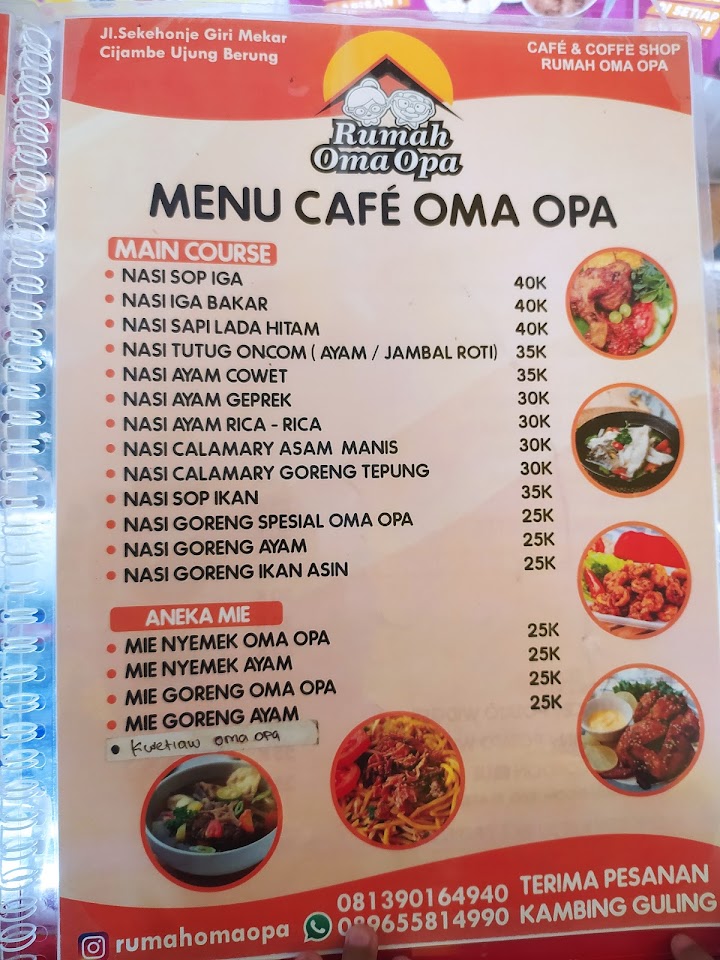 Jl.Sekehonje Giri Mekar
Cijambe Ujung Berung
CAFÉ & COFFE SHOP
RUMAH OMA OPA
Rumah
Oma Opa
MENU CAFÉ OMA OPA
MAIN COURSE
• NASI SOP IGA 40K
• NASI IGA BAKAR 40K
• NASI SAPI LADA HITAM 40K
• NASI TUTUG ONCOM ( AYAM / JAMBAL ROTI) 35K
• NASI AYAM COWET 35K
• NASI AYAM GEPREK 30K
• NASI AYAM RICA - RICA 30K
• NASI CALAMARY ASAM MANIS 30K
• NASI CALAMARY GORENG TEPUNG 30K
• NASI SOP IKAN 35K
• NASI GORENG SPESIAL OMA OPA 25K
• NASI GORENG AYAM 25K
• NASI GORENG IKAN ASIN 25K
ANEKA MIE
• MIE NYEMEK OMA OPA 25K
• MIE NYEMEK AYAM 25K
• MIE GORENG OMA OPA 25K
• MIE GORENG AYAM 25K
• Kwetiaw oma opa
rumahomaopa
081390164940
089655814990
TERIMA PESANAN
KAMBING GULING